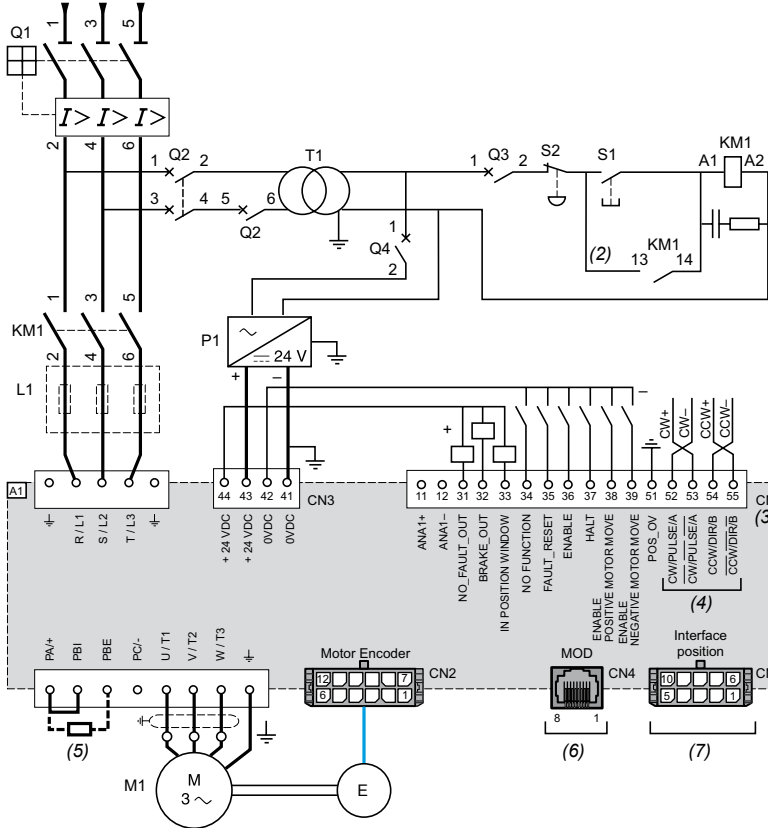 1 3 5
Q1
I> I> I>
2 4 6
1 Q2 2
T1
1 Q3 2
S2
S1
KM1
A1 A2
3 4 5 6
Q2
1
Q4
2
(2)
KM1
13 14
1 3 5
KM1
2 4 6
P1
24 V
+ –
L1
–
+
CW+
CW–
CCW+
CCW–
A1
44 43 42 41
CN3
11 12 31 32 33 34 35 36 37 38 39 51 52 53 54 55
CN
(3
R / L1
S / L2
T / L3
+ 24 VDC
+ 24 VDC
0VDC
0VDC
ANA1+
ANA1–
NO_FAULT_OUT
BRAKE_OUT
IN POSITION WINDOW
NO FUNCTION
FAULT_RESET
ENABLE
HALT
ENABLE
POSITIVE MOTOR MOVE
ENABLE
NEGATIVE MOTOR MOVE
POS_OV
CW/PULSE/A
CW/PULSE/A
CCW/DIR/B
CCW/DIR/B
(4)
PA/+
PBI
PBE
PC/-
U / T1
V / T2
W / T3
Motor Encoder
12 7
6 1
CN2
MOD
CN4
8 1
Interface
position
10 6
5 1
CN
(5)
(6)
(7)
M1
M
3
E